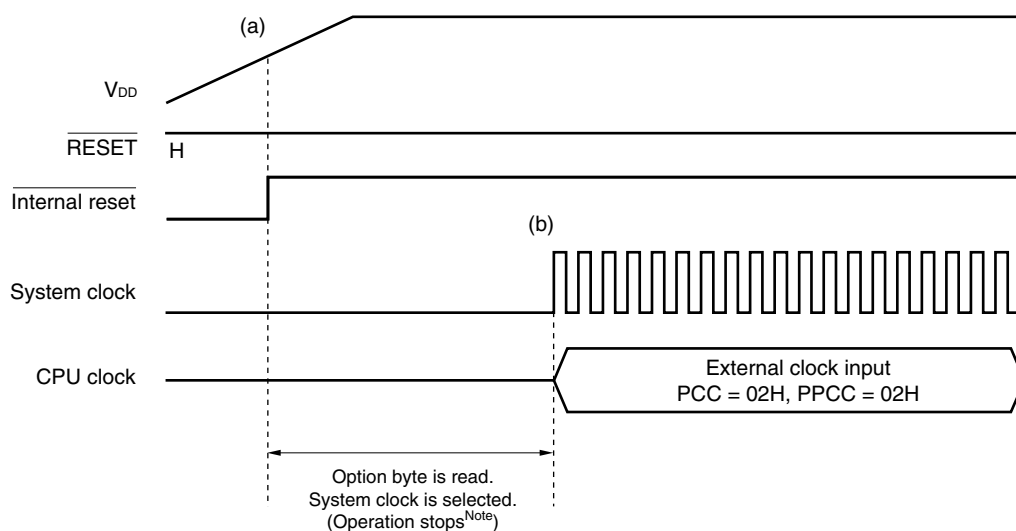 (a)
VDD
RESET
H
Internal reset
(b)
System clock
CPU clock
External clock input
PCC = 02H, PPCC = 02H
Option byte is read.
System clock is selected.
(Operation stopsNote)